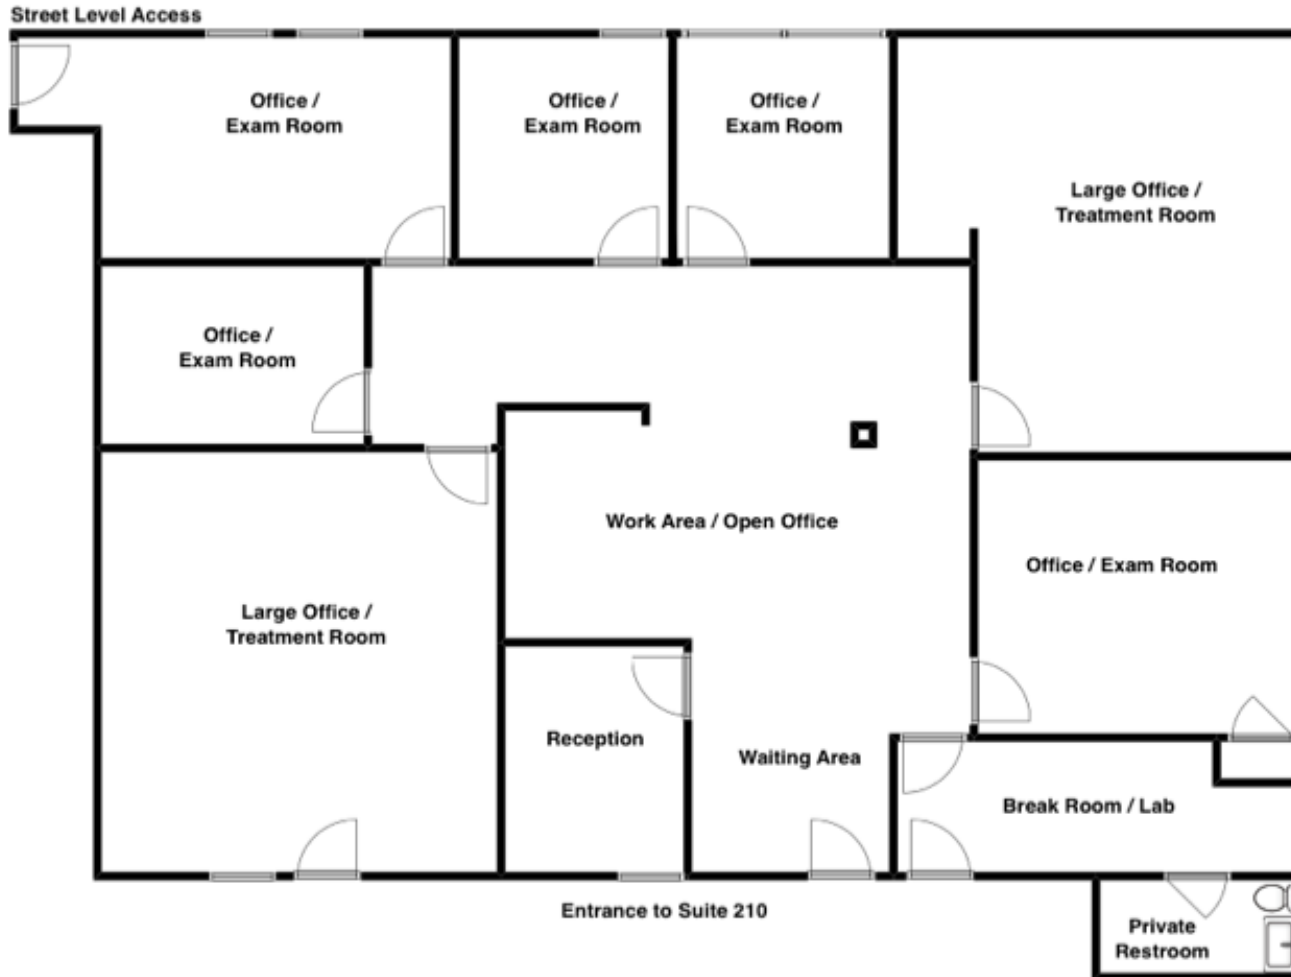 Street Level Access
Office /
Exam Room
Office /
Exam Room
Office /
Exam Room
Large Office /
Treatment Room
Office /
Exam Room
Work Area / Open Office
Office / Exam Room
Large Office /
Treatment Room
Reception
Waiting Area
Break Room / Lab
Entrance to Suite 210
Private
Restroom